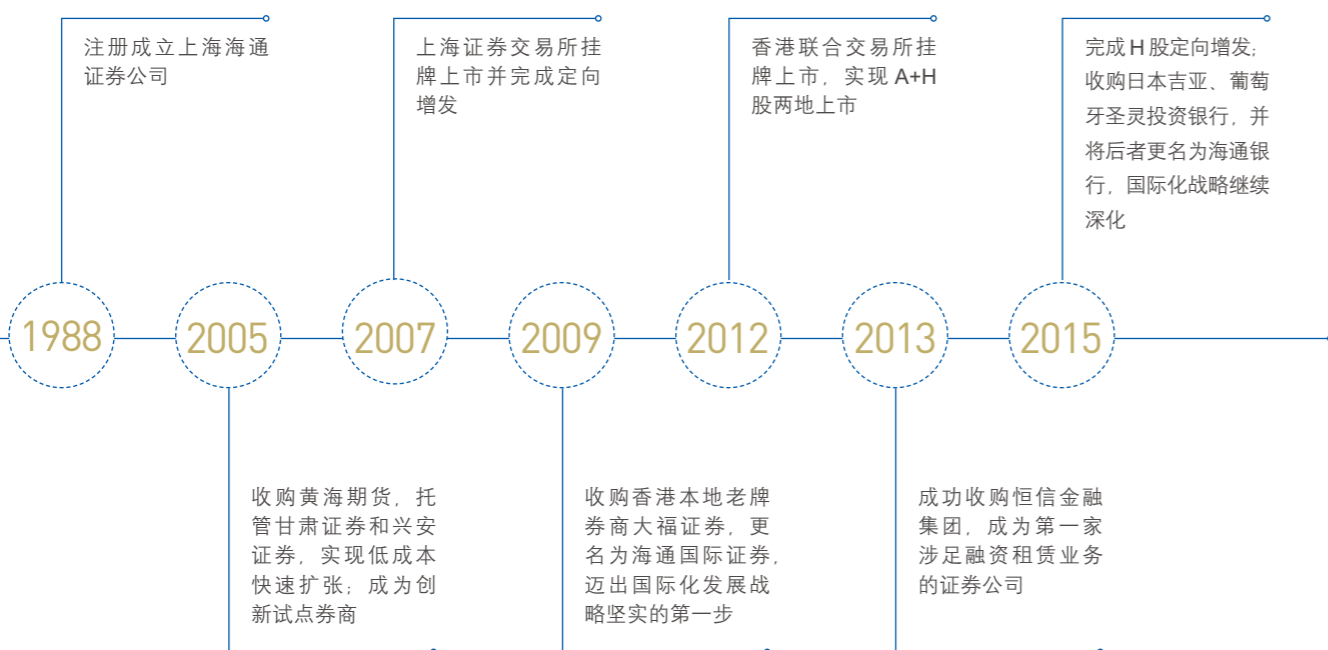 注册成立上海海通
证券公司
上海证券交易所挂
牌上市并完成定向
增发
香港联合交易所挂
牌上市，实现 A+H
股两地上市
完成 H 股定向增发；
收购日本吉亚、葡萄
牙圣灵投资银行，并
将后者更名为海通银
行，国际化战略继续
深化
1988
2005
2007
2009
2012
2013
2015
收购黄海期货，托
管甘肃证券和兴安
证券，实现低成本
快速扩张；成为创
新试点券商
收购香港本地老牌
券商大福证券，更
名为海通国际证券，
迈出国际化发展战
略坚实的第一步
成功收购恒信金融
集团，成为第一家
涉足融资租赁业务
的证券公司